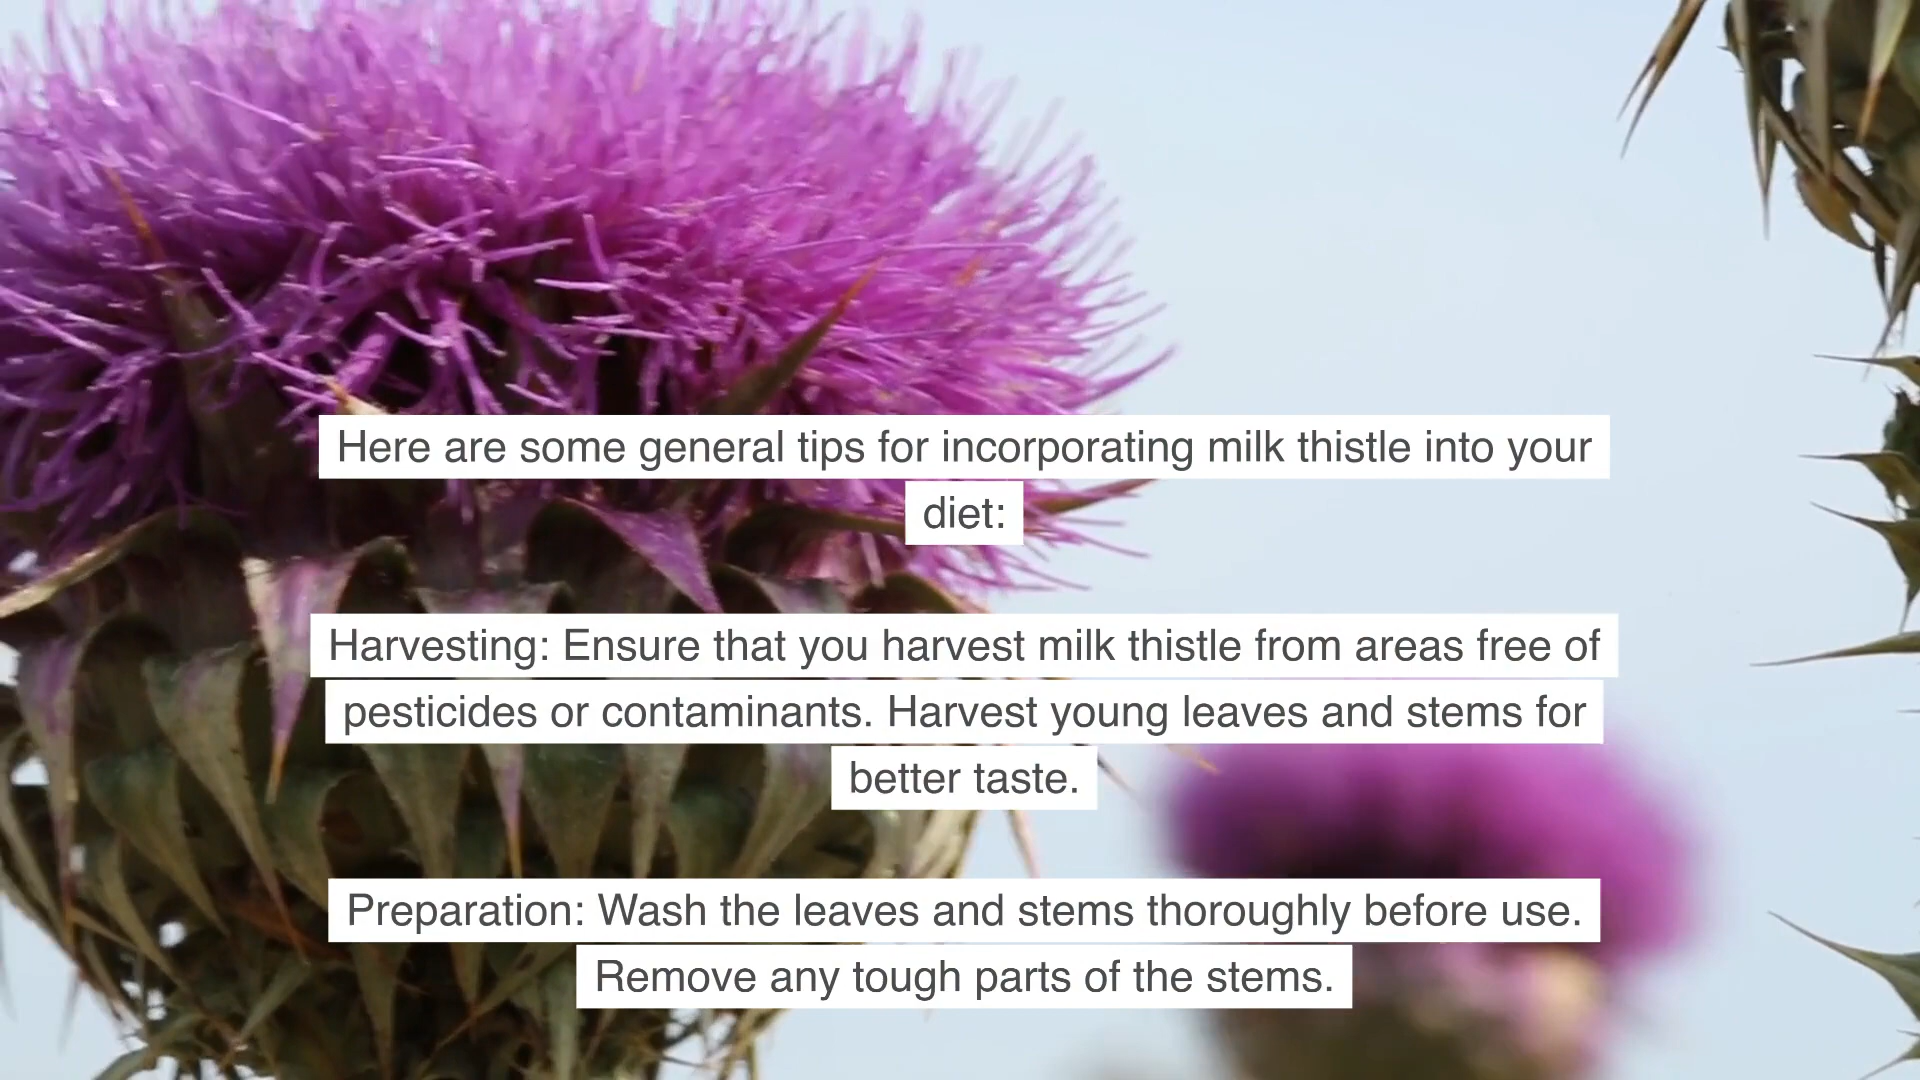 Here are some general tips for incorporating milk thistle into your
diet:
Harvesting: Ensure that you harvest milk thistle from areas free of
pesticides or contaminants. Harvest young leaves and stems for
better taste.
Preparation: Wash the leaves and stems thoroughly before use.
Remove any tough parts of the stems.